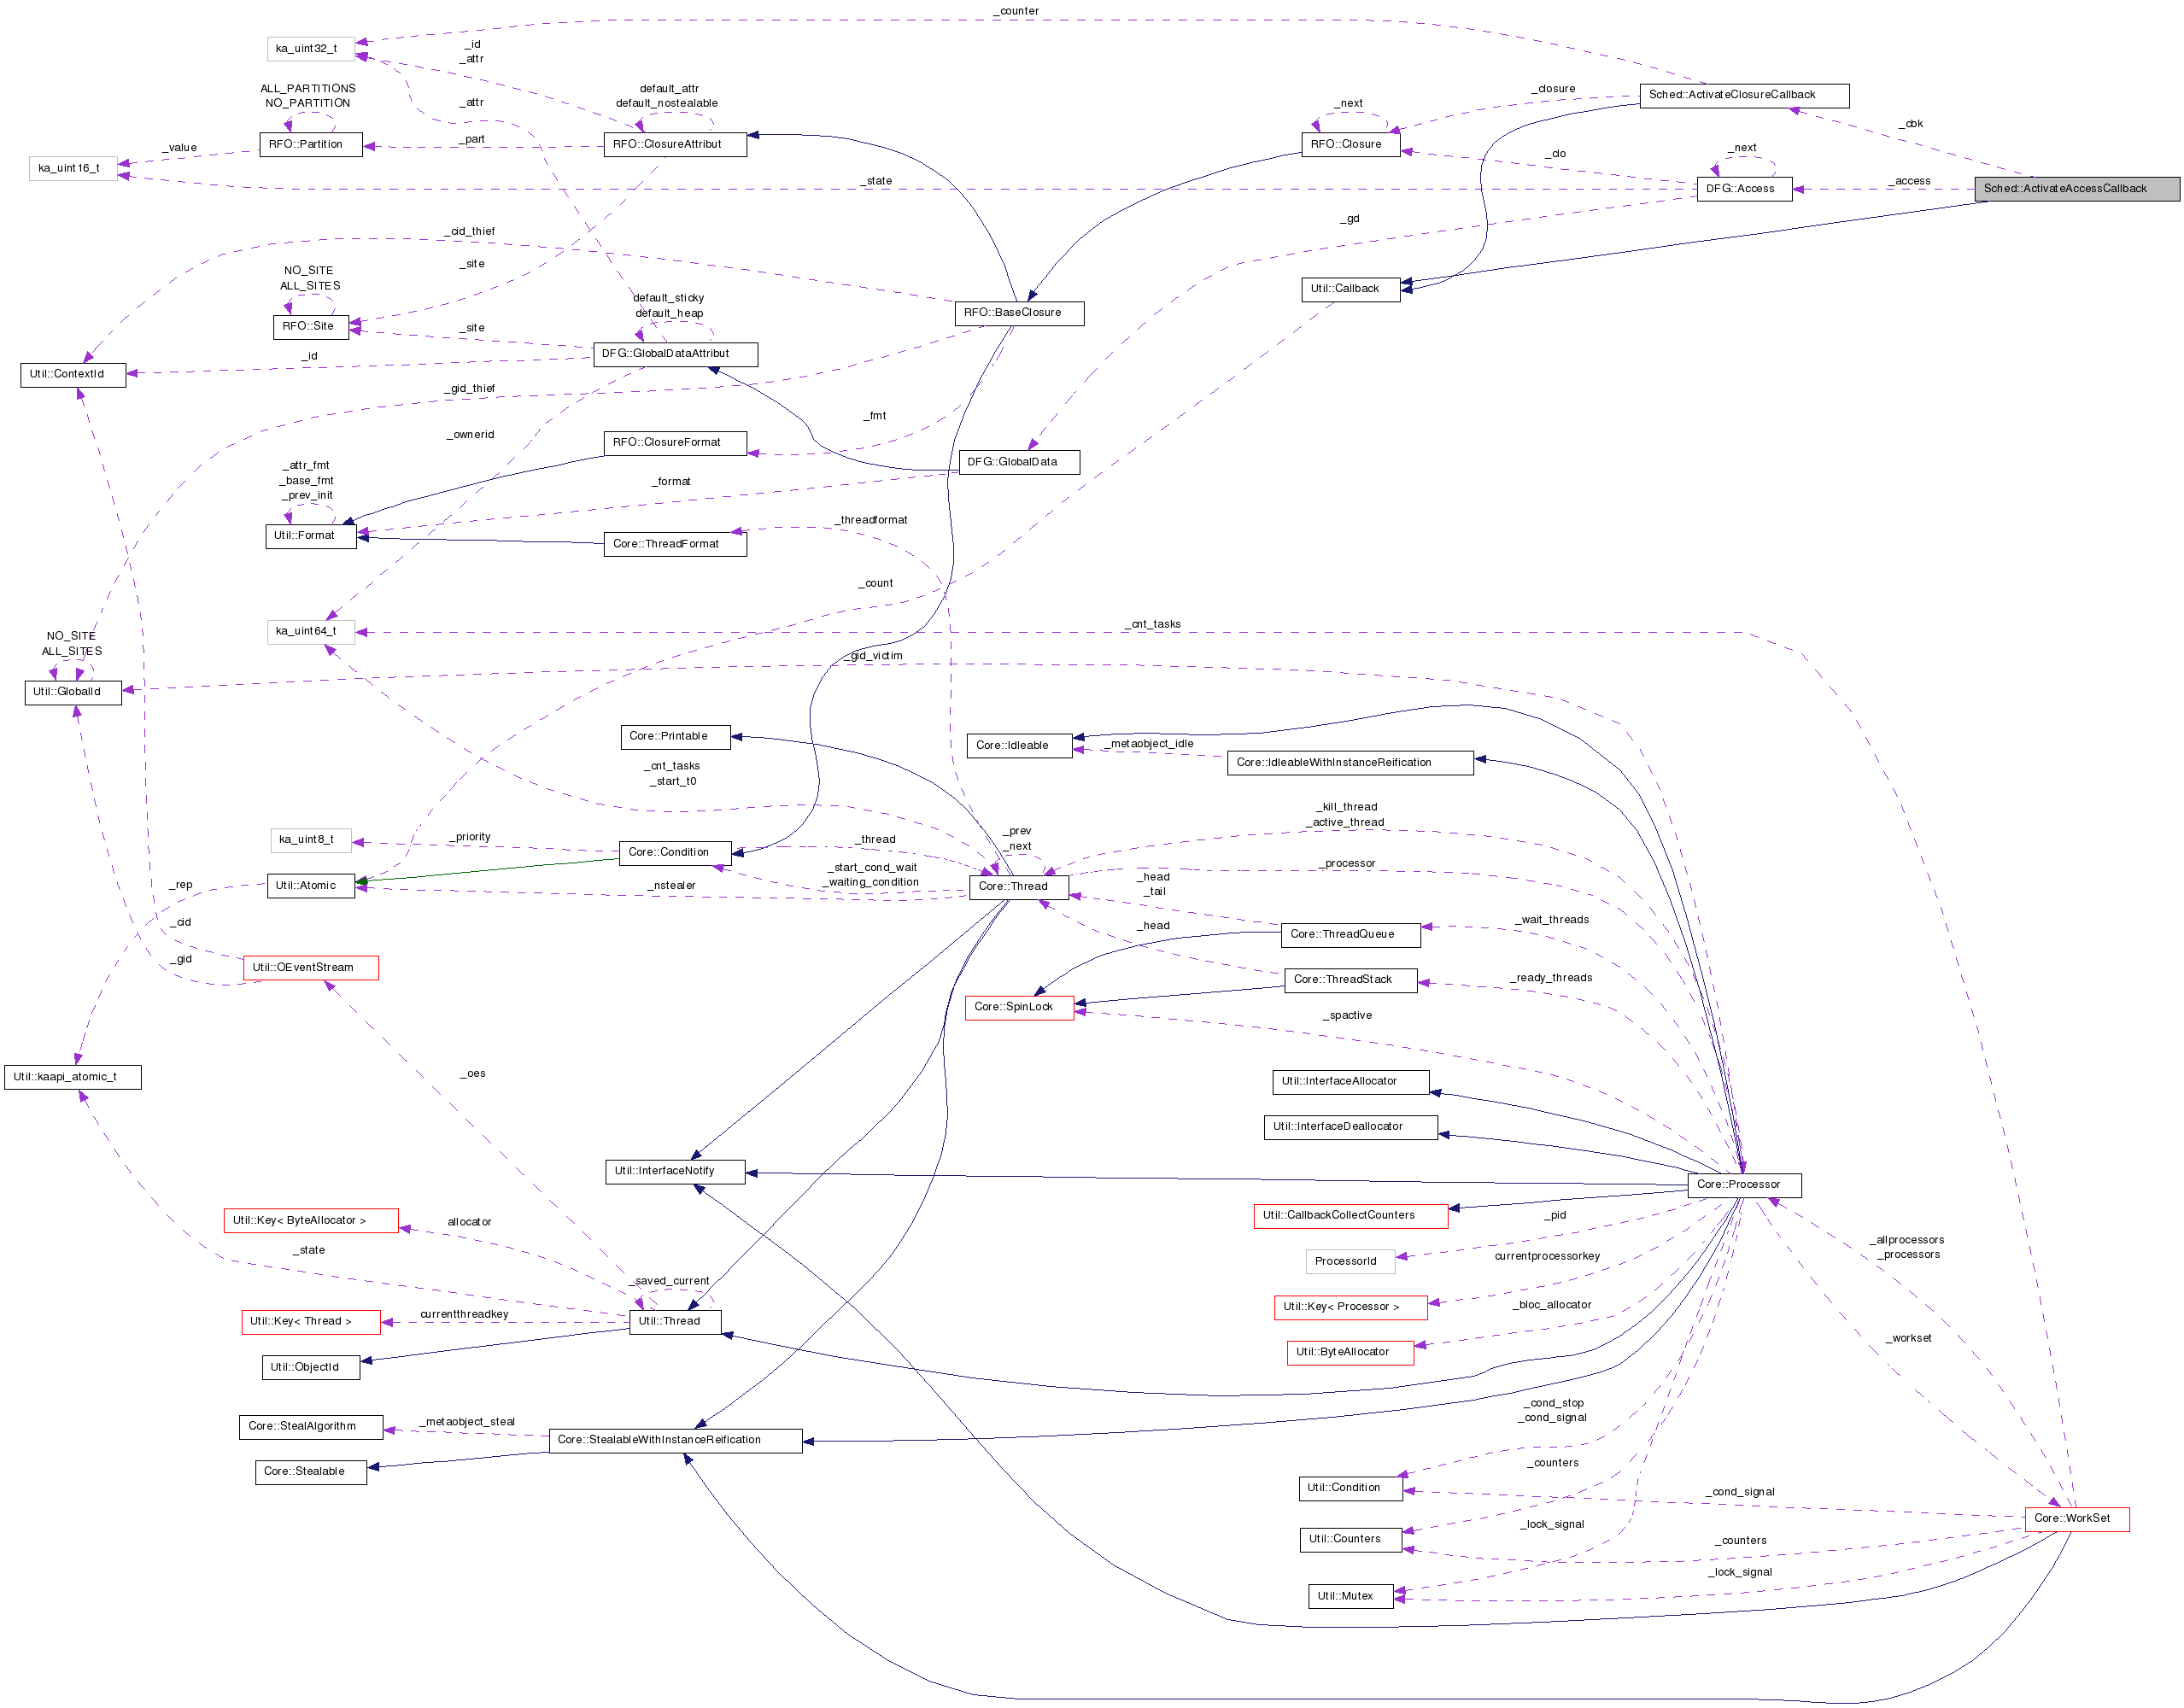 _counter
ka_uint32_t
_id
_attr
ALL_PARTITIONS
NO_PARTITION
_attr
default_attr
default_nostealable
_next
_closure
Sched::ActivateClosureCallback
_cbk
RFO::Partition
_value
_part
RFO::ClosureAttribut
RFO::Closure
_clo
_next
ka_uint16_t
_state
DFG::Access
_access
Sched::ActivateAccessCallback
_gd
_cid_thief
NO_SITE
ALL_SITES
_site
default_sticky
default_heap
Util::Callback
RFO::Site
_site
RFO::BaseClosure
Util::ContextId
_id
DFG::GlobalDataAttribut
_gid_thief
_fmt
_ownerid
RFO::ClosureFormat
DFG::GlobalData
_attr_fmt
_base_fmt
_prev_init
_format
Util::Format
Core::ThreadFormat
_threadformat
_count
ka_uint64_t
_cnt_tasks
NO_SITE
ALL_SITES
_gid_victim
Util::GlobalId
Core::Printable
Core::Idleable
_metaobject_idle
Core::IdleableWithInstanceReification
_cnt_tasks
_start_t0
_kill_thread
_active_thread
ka_uint8_t
_priority
Core::Condition
_thread
_prev
_next
_processor
_start_cond_wait
_waiting_condition
_rep
Util::Atomic
_nstealer
Core::Thread
_head
_tail
_cid
_head
Core::ThreadQueue
_wait_threads
_gid
Util::OEventStream
Core::ThreadStack
_ready_threads
Core::SpinLock
_spactive
Util::kaapi_atomic_t
_oes
Util::InterfaceAllocator
Util::InterfaceDeallocator
Util::InterfaceNotify
Core::Processor
Util::Key< ByteAllocator >
allocator
Util::CallbackCollectCounters
_pid
_state
ProcessorId
currentprocessorkey
_allprocessors
_processors
_saved_current
Util::Key< Thread >
currentthreadkey
Util::Thread
Util::Key< Processor >
_bloc_allocator
Util::ByteAllocator
_workset
Util::ObjectId
Core::StealAlgorithm
_metaobject_steal
Core::StealableWithInstanceReification
_cond_stop
_cond_signal
Core::Stealable
_counters
Util::Condition
_cond_signal
_lock_signal
Core::WorkSet
Util::Counters
_counters
_lock_signal
Util::Mutex